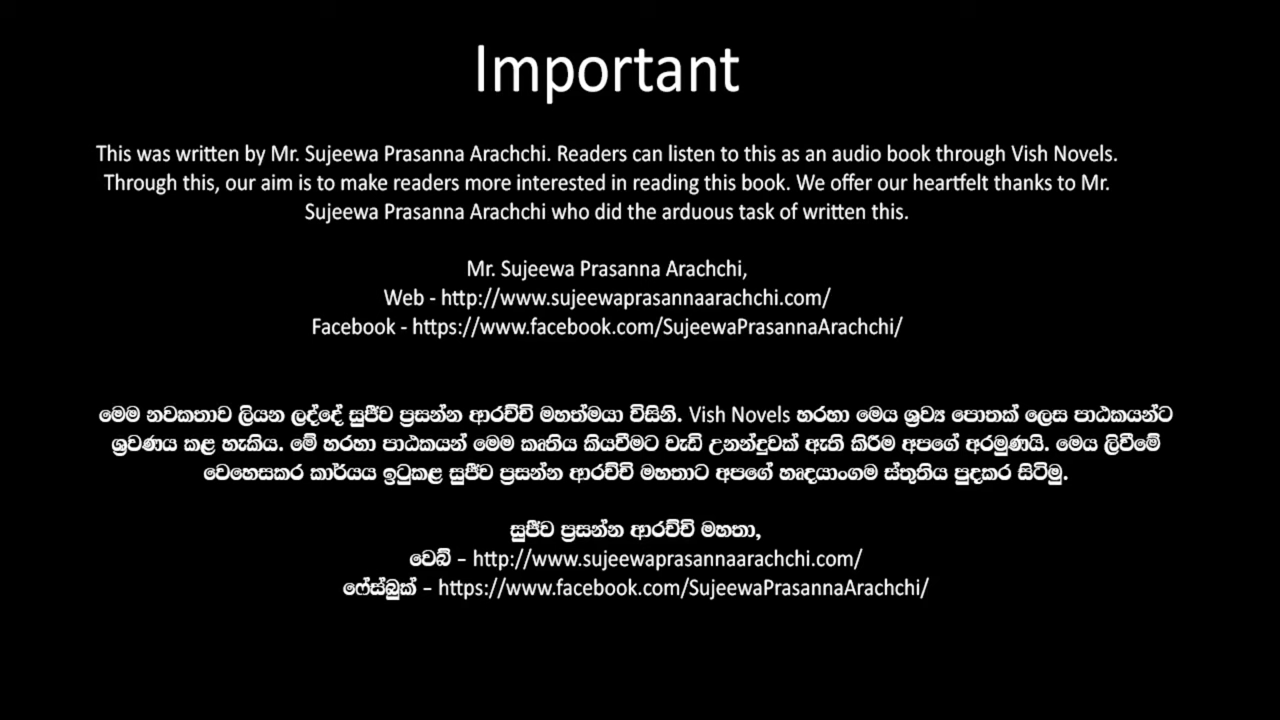 Important
This was written by Mr. Sujeewa Prasanna Arachchi. Readers can listen to this as an audio book through Vish Novels.
Through this, our aim is to make readers more interested in reading this book. We offer our heartfelt thanks to Mr.
Sujeewa Prasanna Arachchi who did the arduous task of written this.
Mr. Sujeewa Prasanna Arachchi,
Web - http://www.sujeewaprasannaarachchi.com/
Facebook - https://www.facebook.com/SujeewaPrasannaArachchi/
මෙම නවකතාව ලියන ලද්දේ සුජීව ප්‍රසන්න ආරච්චි මහත්මයා විසිනි. Vish Novels හරහා මෙය ශ්‍රව්‍ය පොතක් ලෙස පාඨකයන්ට
ශ්‍රවණය කළ හැකිය. මේ හරහා පාඨකයන් මෙම කෘතිය කියවීමට වැඩි උනන්දුවක් ඇති කිරීම අපගේ අරමුණයි. මෙය ලිවීමේ
වෙහෙසකර කාර්යය ඉටුකළ සුජීව ප්‍රසන්න ආරච්චි මහතාට අපගේ හෘදයාංගම ස්තුතිය පුදකර සිටිමු.
සුජීව ප්‍රසන්න ආරච්චි මහතා,
වෙබ් – http://www.sujeewaprasannaarachchi.com/
ෆේස්බුක් – https://www.facebook.com/SujeewaPrasannaArachchi/